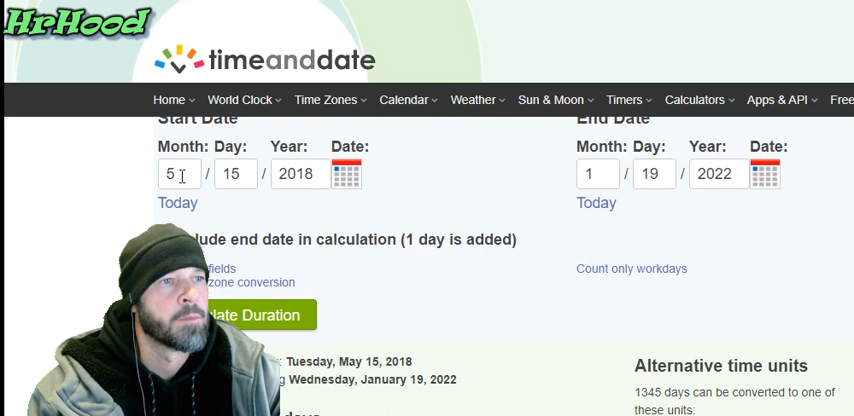 HrHood
timeanddate
Home World Clock Time Zones Calendar Weather Sun & Moon Timers Calculators Apps & API Free
Start Date End Date
Month: Day: Year: Date: Month: Day: Year: Date:
5 / 15 / 2018 1 / 19 / 2022
Today Today
lude end date in calculation (1 day is added)
fields Count only workdays
zone conversion
late Duration
: Tuesday, May 15, 2018
g Wednesday, January 19, 2022
Alternative time units
1345 days can be converted to one of
these units:
days